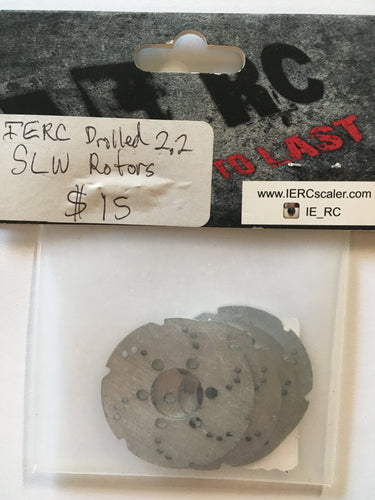 RC
TO LAST
IERC Drilled 2.2
SLW Rotors
$15
www.IERCscaler.com
IE_RC